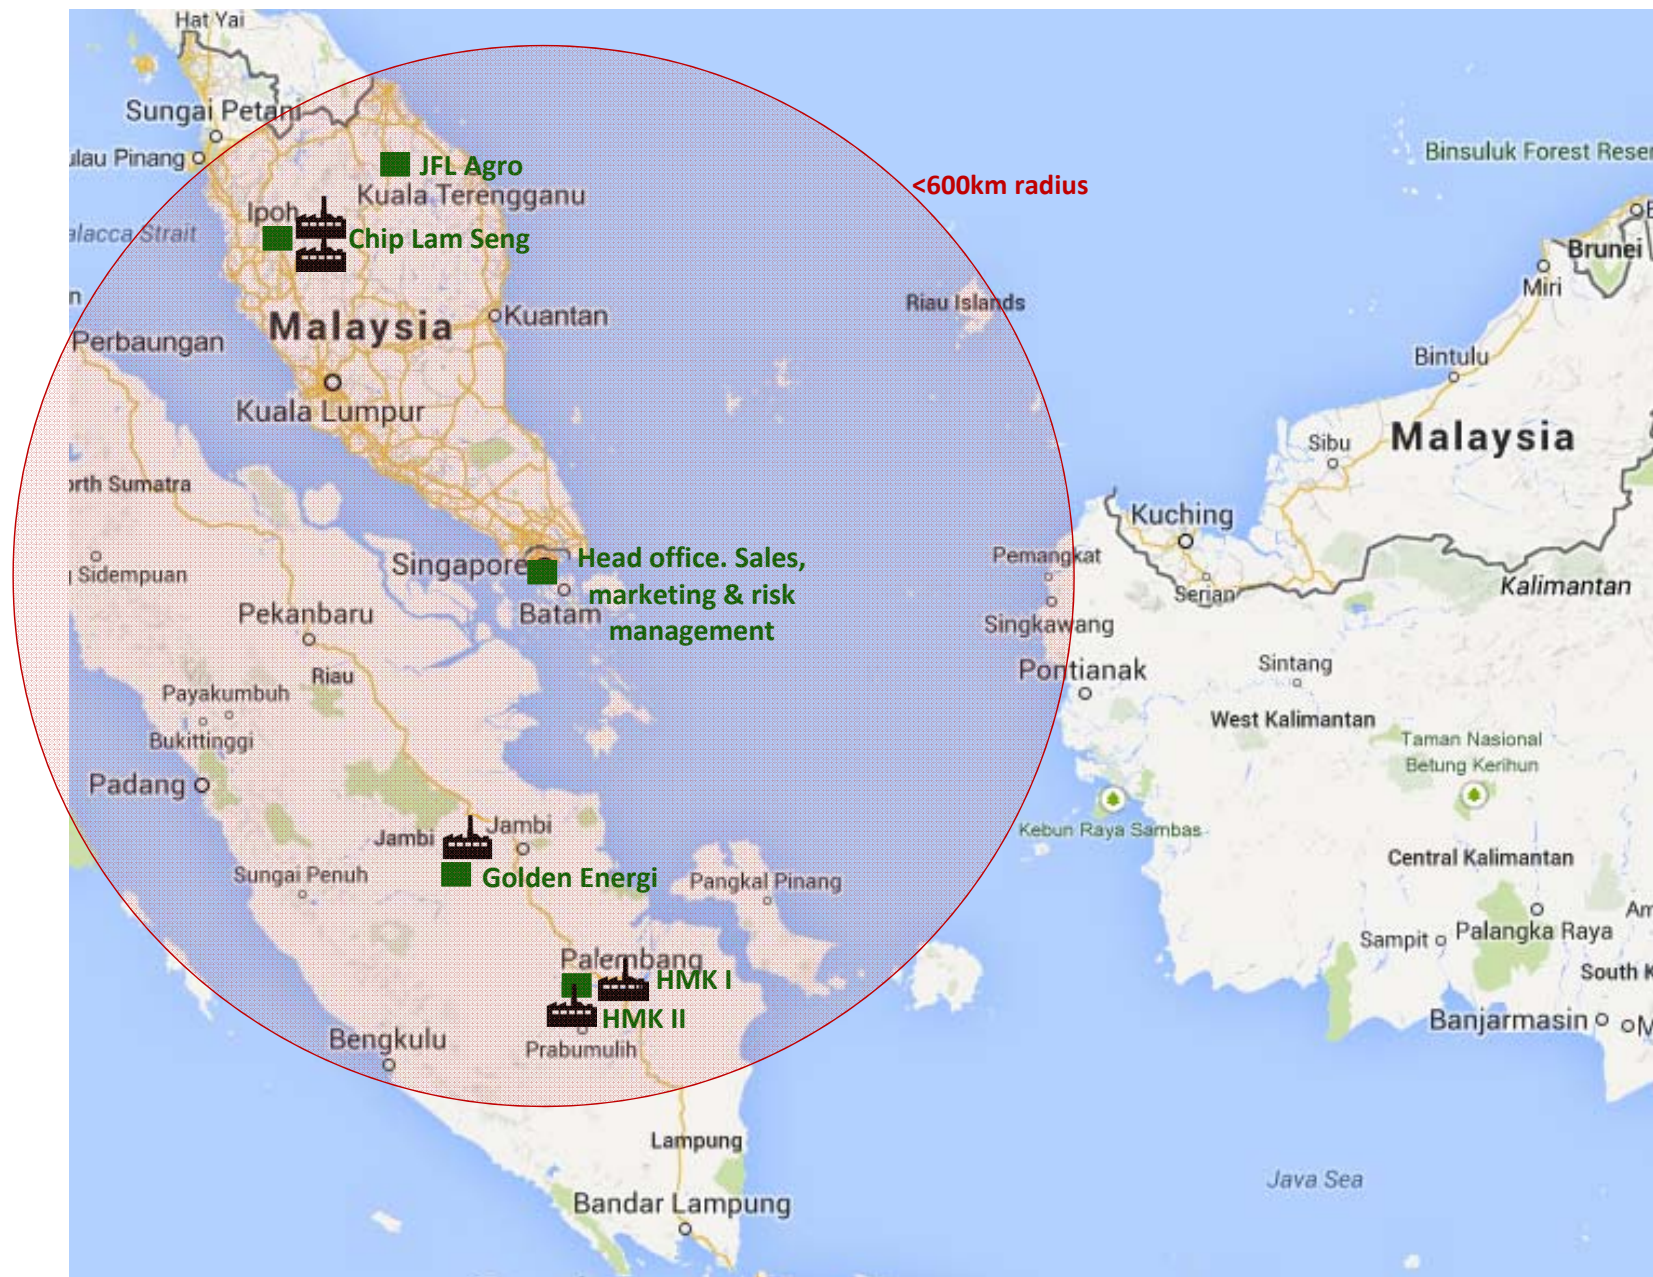 Hat Yai
Sungai Petani
ulau Pinang
JFL Agro
Kuala Terengganu
<600km radius
Binsuluk Forest Reser
Ipoh
alacca Strait
Chip Lam Seng
Brunei
Miri
Riau Islands
Kuantan
Malaysia
Perbaungan
Bintulu
Kuala Lumpur
Sibu
Malaysia
orth Sumatra
Kuching
Singapore
Head office. Sales,
marketing & risk
management
Pemangkat
Sidempuan
Serian
Kalimantan
Batam
Pekanbaru
Singkawang
Riau
Pontianak
Sintang
Payakumbuh
West Kalimantan
Bukittinggi
Taman Nasional
Betung Kerihun
Padang
Jambi
Jambi
Kebun Raya Sambas
Central Kalimantan
Sungai Penuh
Golden Energi
Pangkal Pinang
Am
Palangka Raya
Sampit
Palembang
HMK I
South K
HMK II
Banjarmasin
M
Bengkulu
Prabumulih
Lampung
Java Sea
Bandar Lampung